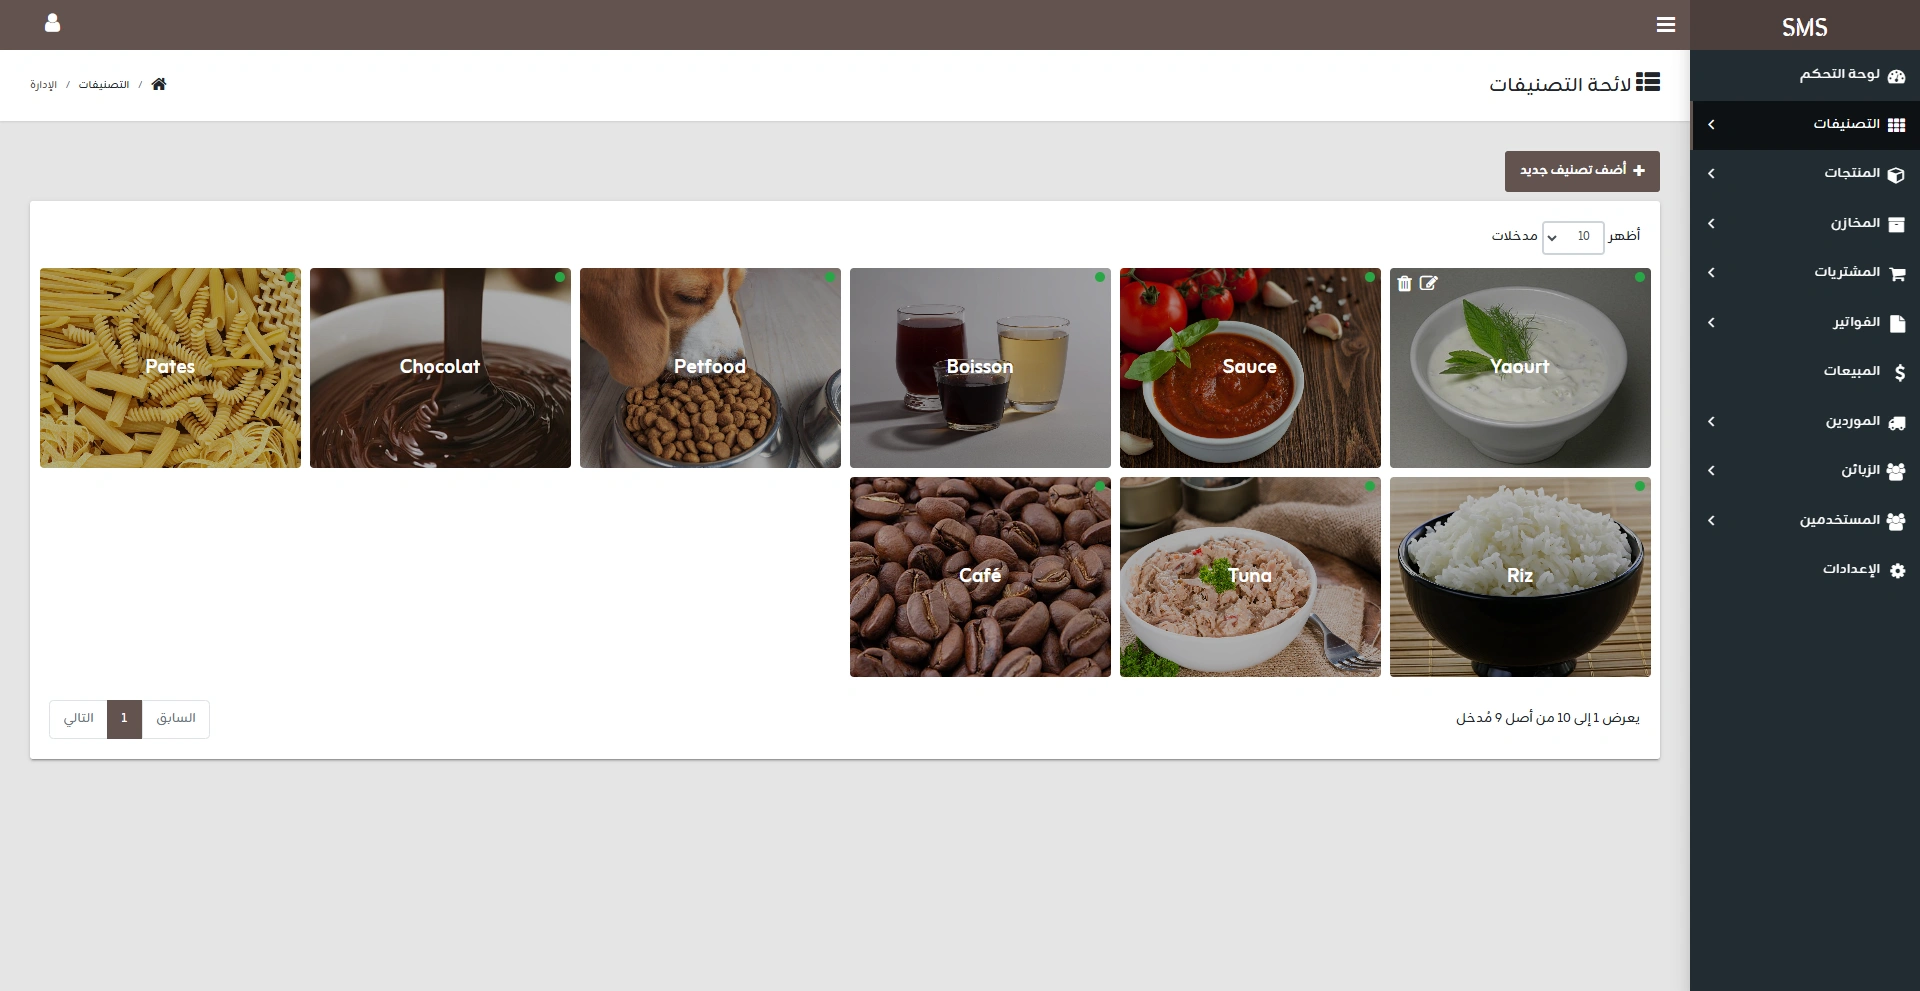 SMS
لوحة التحكم
التصنيفات
المنتجات
المخازن
المشتريات
الفواتير
المبيعات
الموردين
الزبائن
المستخدمين
الإعدادات
لائحة التصنيفات
التصنيفات / الإدارة /
أضف تصنيف جديد
أظهر 10 مدخلات
Yaourt
Sauce
Boisson
Petfood
Chocolat
Pates
Riz
Tuna
Café
يعرض 1 إلى 10 من أصل 9 مُدخل
السابق 1 التالي